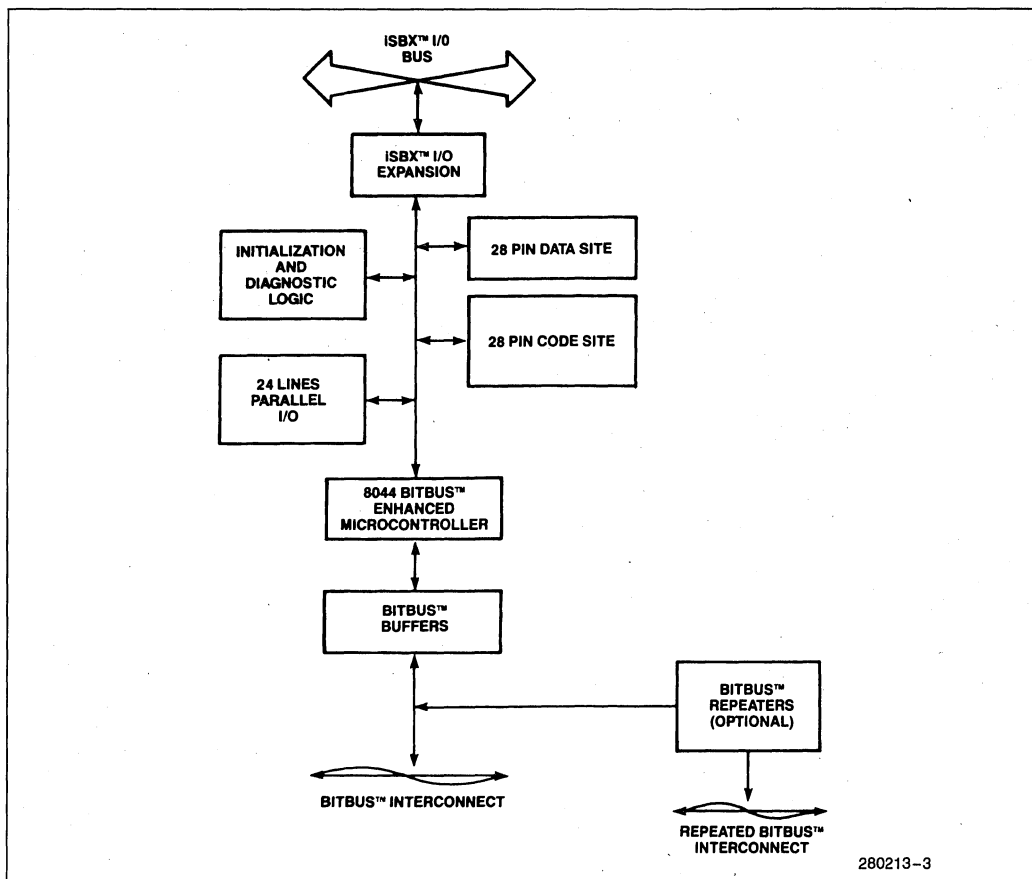 iSBX™ I/0
BUS
iSBX™ I/O
EXPANSION
28 PIN DATA SITE
INITIALIZATION
AND
DIAGNOSTIC
LOGIC
28 PIN CODE SITE
24 LINES
PARALLEL
I/O
8044 BITBUS™
ENHANCED
MICROCONTROLLER
BITBUS™
BUFFERS
BITBUS™
REPEATERS
(OPTIONAL)
BITBUS™ INTERCONNECT
REPEATED BITBUS™
INTERCONNECT
280213–3